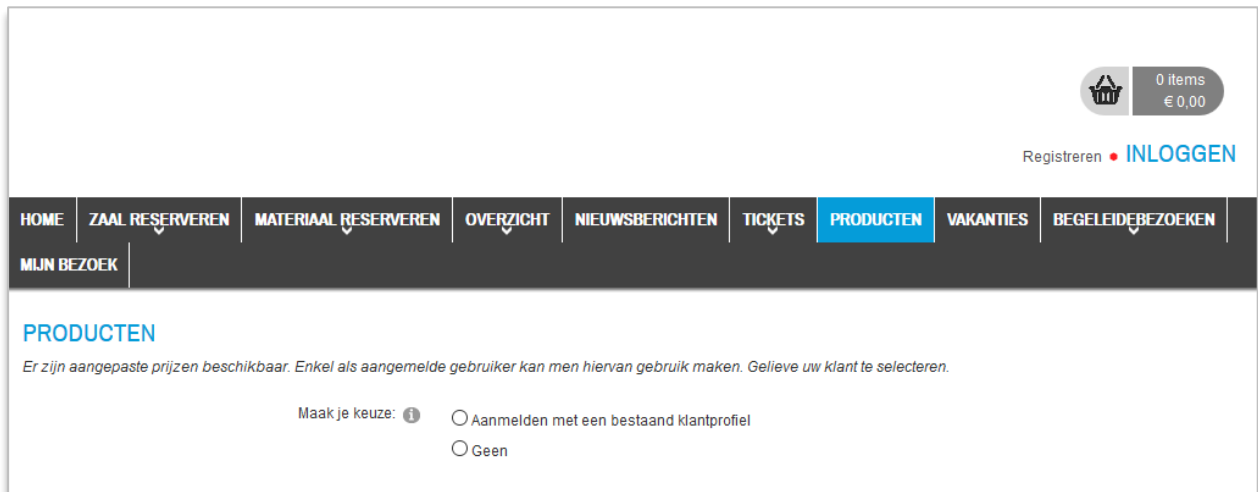 0 items
€ 0,00
Registreren • INLOGGEN
HOME ZAAL RESERVEREN MATERIAAL RESERVEREN OVERZICHT NIEUWSBERICHTEN TICKETS PRODUCTEN VAKANTIES BEGELEIDEBEZOEKEN
MIJN BEZOEK
PRODUCTEN
Er zijn aangepaste prijzen beschikbaar. Enkel als aangemelde gebruiker kan men hiervan gebruik maken. Gelieve uw klant te selecteren.
Maak je keuze: Aanmelden met een bestaand klantprofiel
Geen